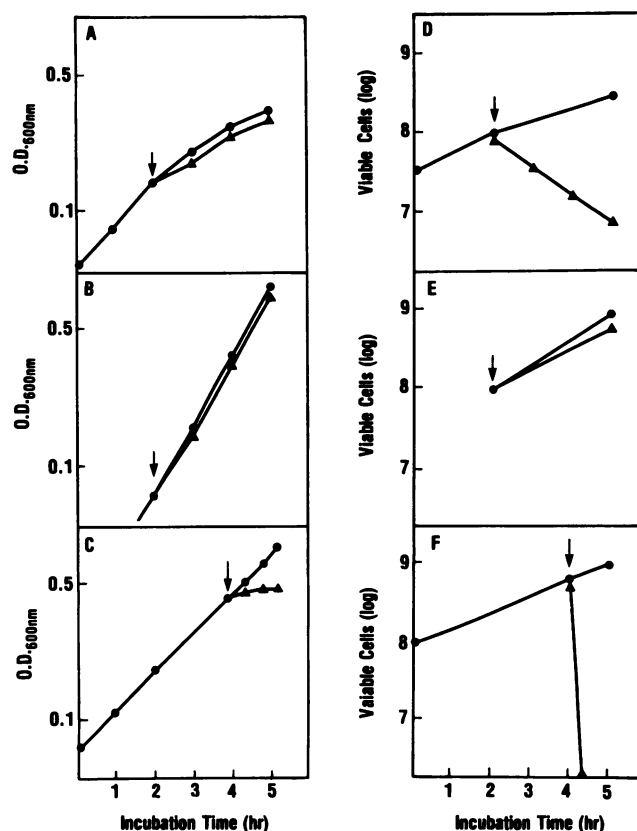 A
0.5
0.1
O.D.600nm
B
0.5
0.1
O.D.600nm
C
0.5
0.1
O.D.600nm
1 2 3 4 5
Incubation Time (hr)
D
9
8
7
Viable Cells (log)
E
9
8
7
Viable Cells (log)
F
9
8
7
Vaiable Cells (log)
1 2 3 4 5
Incubation Time (hr)